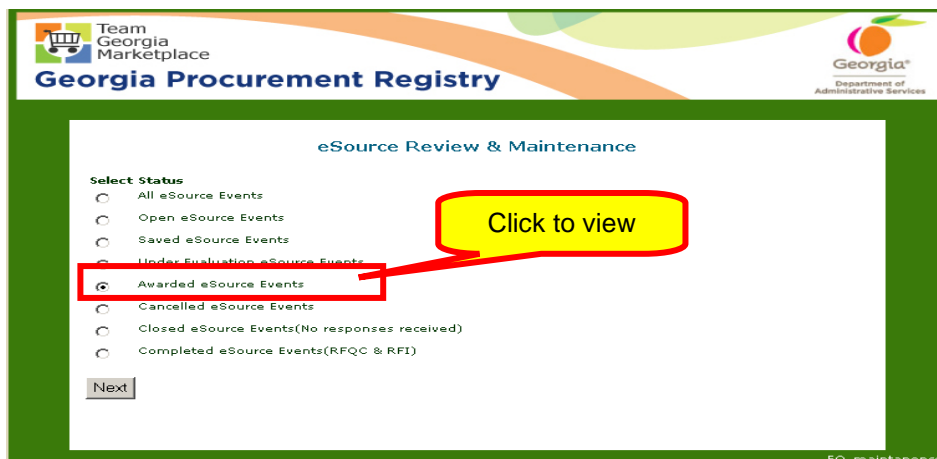 Team
Georgia
Marketplace
Georgia Procurement Registry
Georgia
Department of
Administrative Services
eSource Review & Maintenance
Select Status
All eSource Events
Open eSource Events
Saved eSource Events
Under Evaluation eSource Events
Awarded eSource Events
Cancelled eSource Events
Closed eSource Events(No responses received)
Completed eSource Events(RFQC & RFI)
Click to view
Next